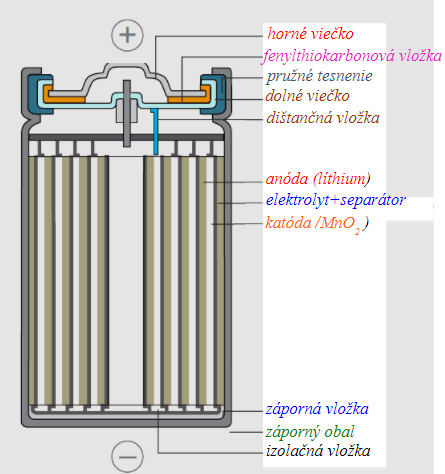 +
horné viečko
fenylthiokarbonová vložka
pružné tesnenie
dolné viečko
dištančná vložka
anóda (líthium)
elektrolyt+separátor
katóda /MnO2 )
záporná vložka
záporný obal
izolačná vložka
−